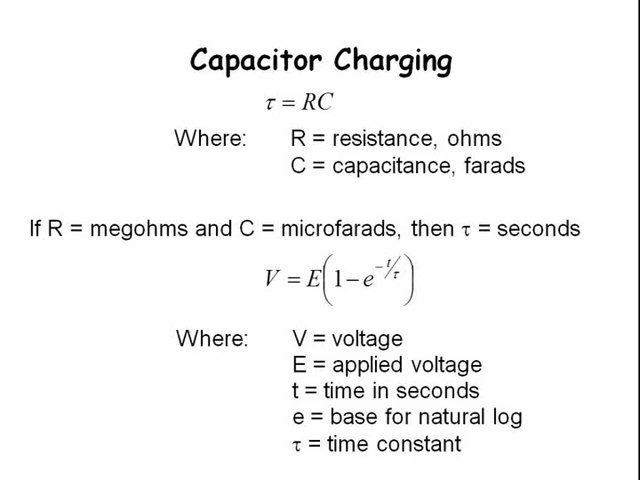 Capacitor Charging
τ = RC
Where: R = resistance, ohms
C = capacitance, farads
If R = megohms and C = microfarads, then τ = seconds
V = E(1 − e^(−t/τ))
Where: V = voltage
E = applied voltage
t = time in seconds
e = base for natural log
τ = time constant